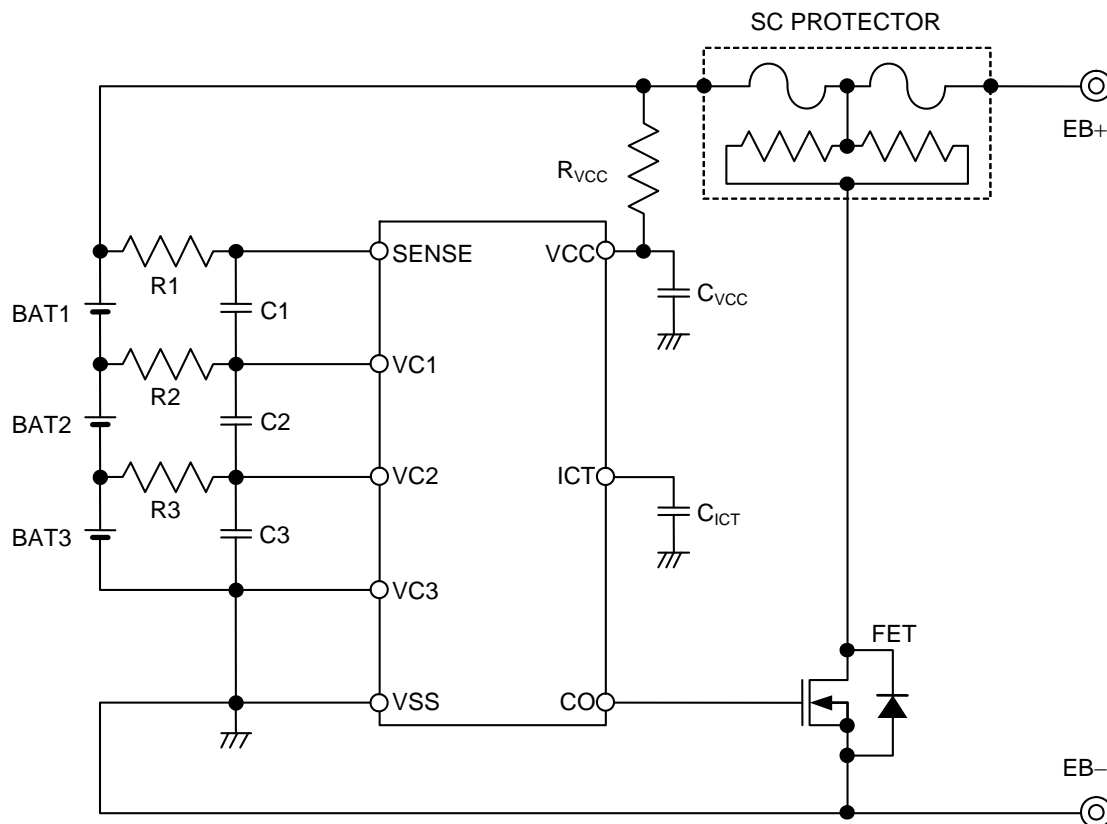 SC PROTECTOR
EB+
RVCC
SENSE
VCC
R1
BAT1
C1
CVCC
VC1
R2
BAT2
C2
VC2
ICT
R3
BAT3
C3
CICT
VC3
FET
VSS
CO
EB−